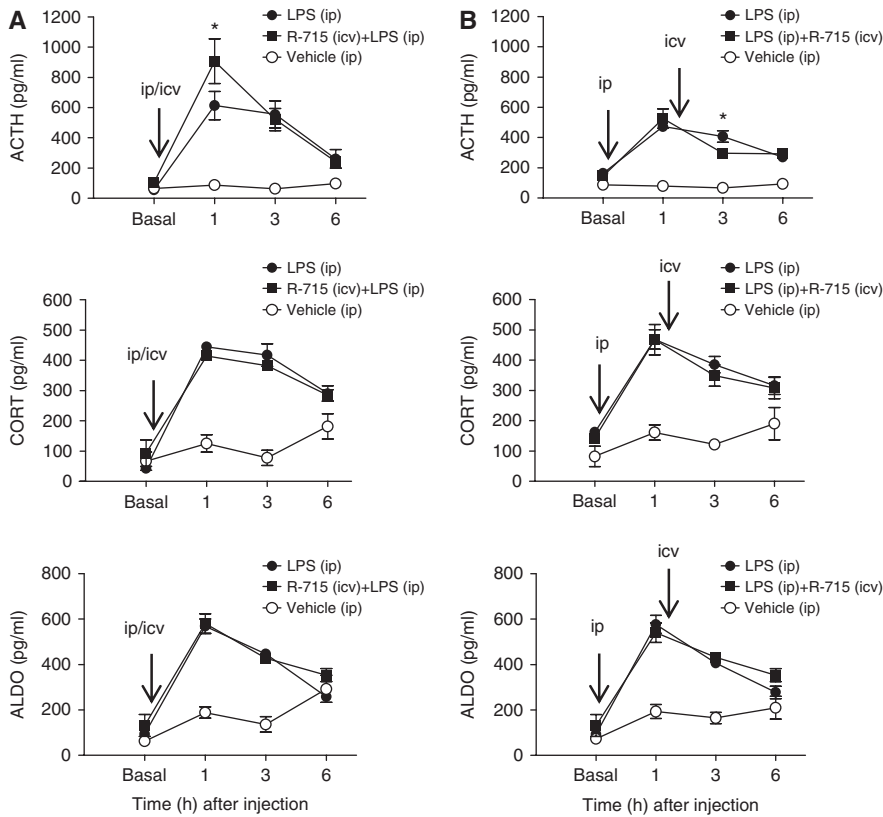 A
LPS (ip)
R-715 (icv)+LPS (ip)
Vehicle (ip)
1200
1000
800
600
400
200
0
ACTH (pg/ml)
ip/icv
*
Basal 1 3 6
B
LPS (ip)
LPS (ip)+R-715 (icv)
Vehicle (ip)
1200
1000
800
600
400
200
0
ACTH (pg/ml)
ip
icv
*
Basal 1 3 6
LPS (ip)
R-715 (icv)+LPS (ip)
Vehicle (ip)
600
500
400
300
200
100
0
CORT (pg/ml)
ip/icv
Basal 1 3 6
LPS (ip)
LPS (ip)+R-715 (icv)
Vehicle (ip)
600
500
400
300
200
100
0
CORT (pg/ml)
ip
icv
Basal 1 3 6
LPS (ip)
R-715 (icv)+LPS (ip)
Vehicle (ip)
800
600
400
200
0
ALDO (pg/ml)
ip/icv
Basal 1 3 6
Time (h) after injection
LPS (ip)
LPS (ip)+R-715 (icv)
Vehicle (ip)
800
600
400
200
0
ALDO (pg/ml)
ip
icv
Basal 1 3 6
Time (h) after injection